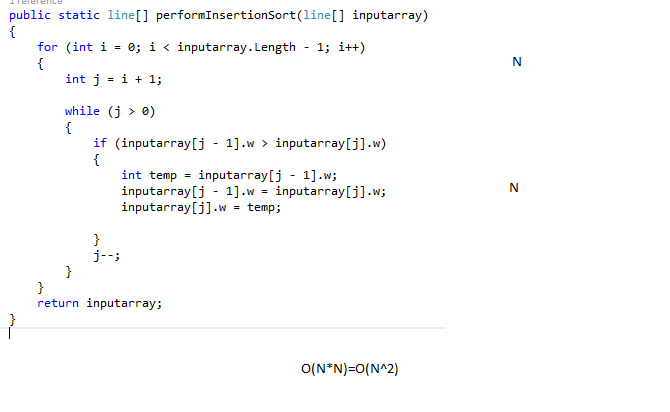 1 reference
public static line[] performInsertionSort(line[] inputarray)
{
for (int i = 0; i < inputarray.Length - 1; i++)
{
N
int j = i + 1;
while (j > 0)
{
if (inputarray[j - 1].w > inputarray[j].w)
{
int temp = inputarray[j - 1].w;
inputarray[j - 1].w = inputarray[j].w;
N
inputarray[j].w = temp;
}
j--;
}
}
return inputarray;
}
O(N*N)=O(N^2)